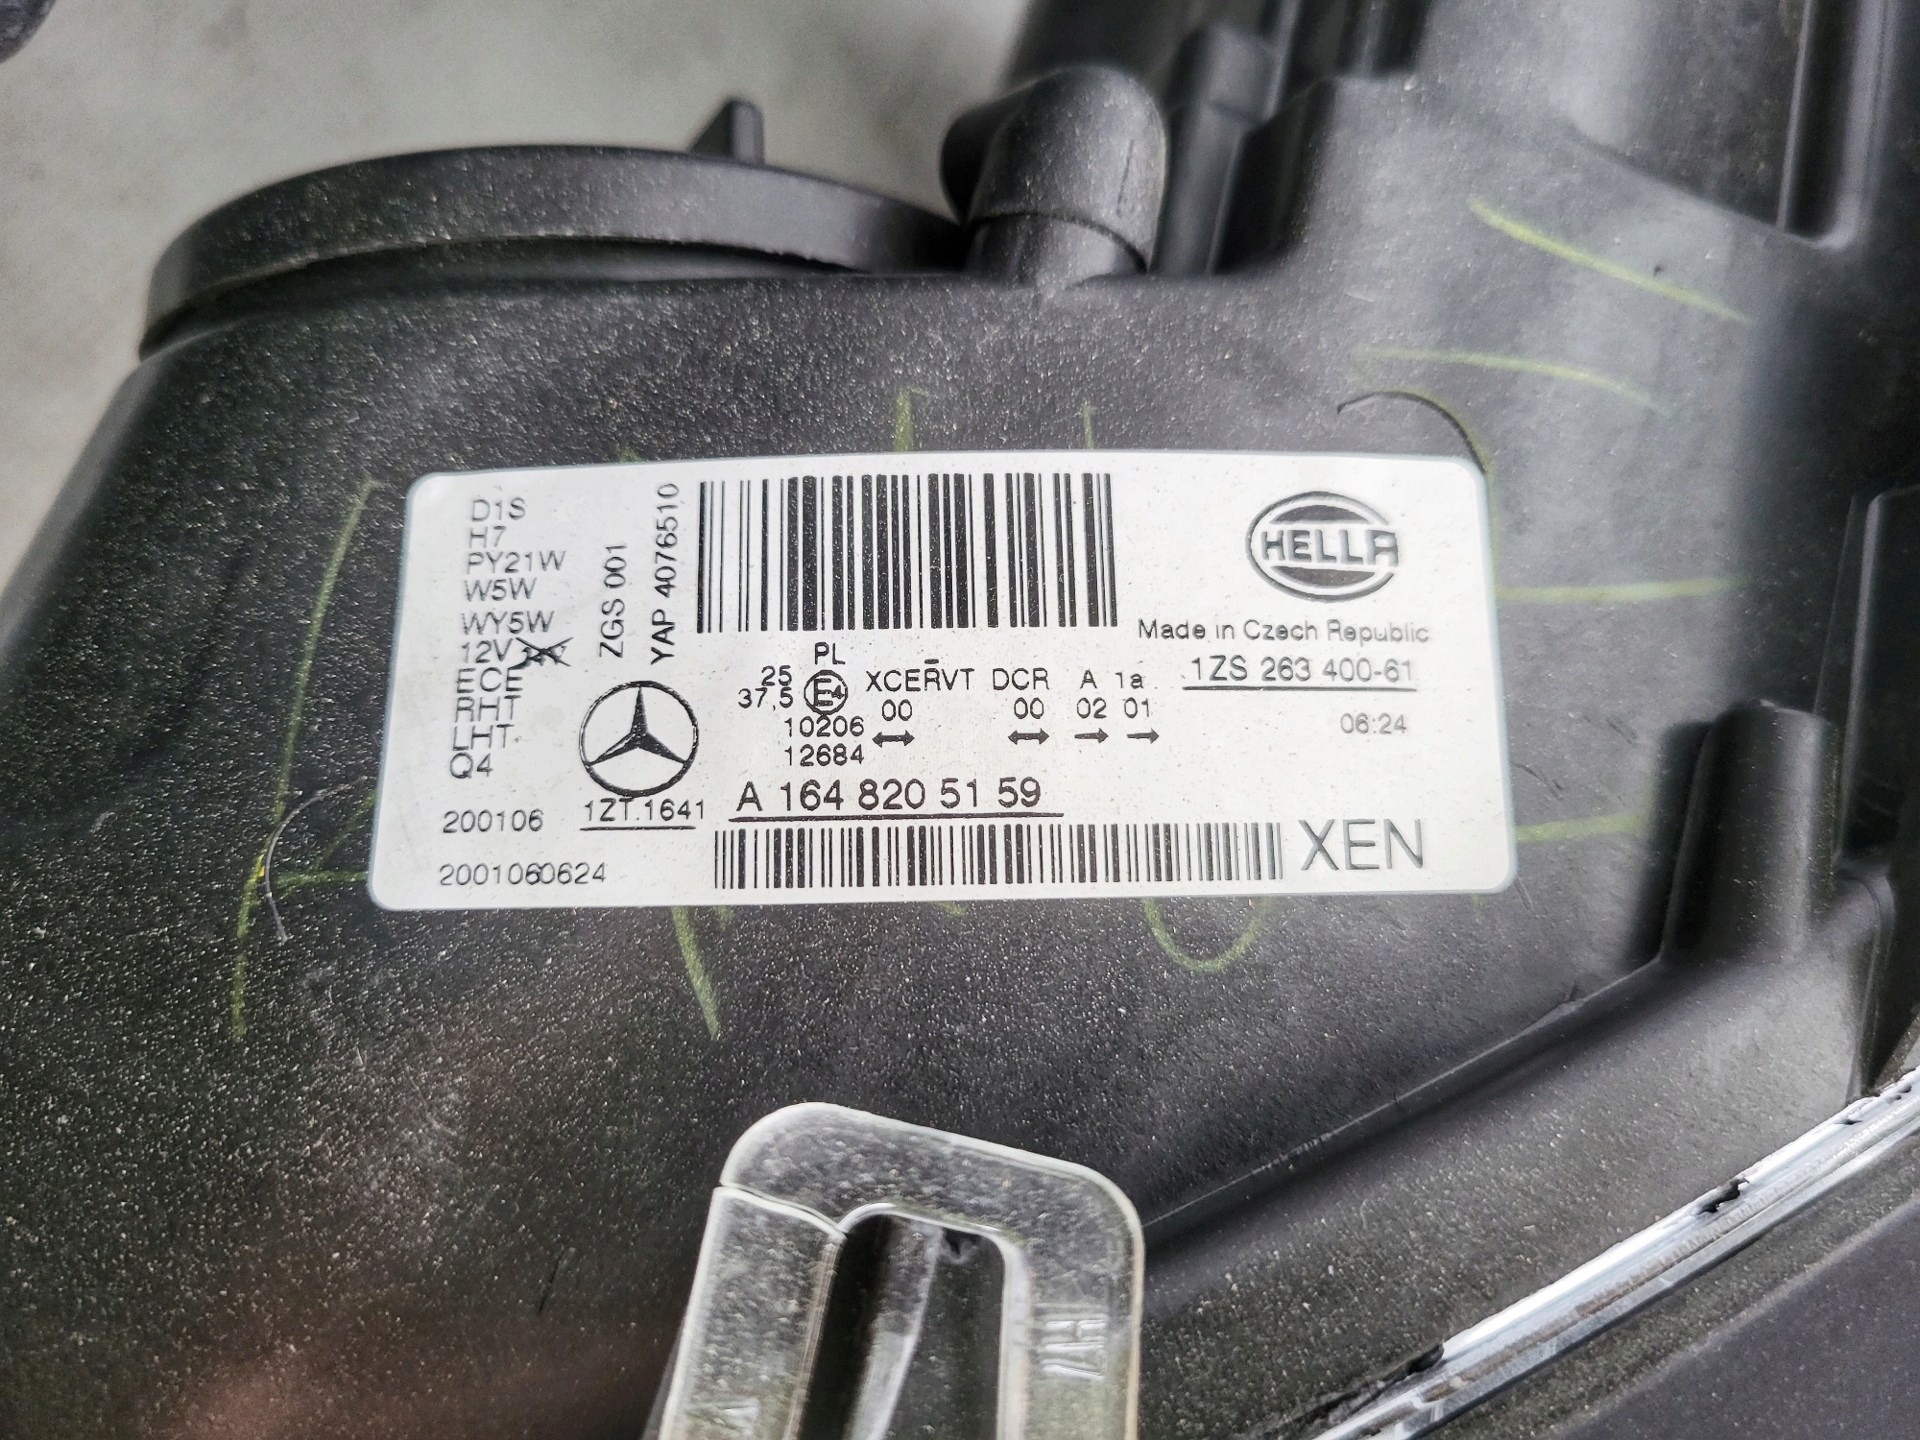 D1S
H7
PY21W
W5W
WY5W
12V
ECE
RHT
LHT
Q4
200106
2001060624
ZGS 001
YAP 4076510
1ZT.1641
PL
25
37,5
E4
10206
12684
XCER̄VT DCR A 1a
00 00 02 01
↔ ↔ → →
A 164 820 51 59
HELLA
Made in Czech Republic
1ZS 263 400-61
06:24
XEN